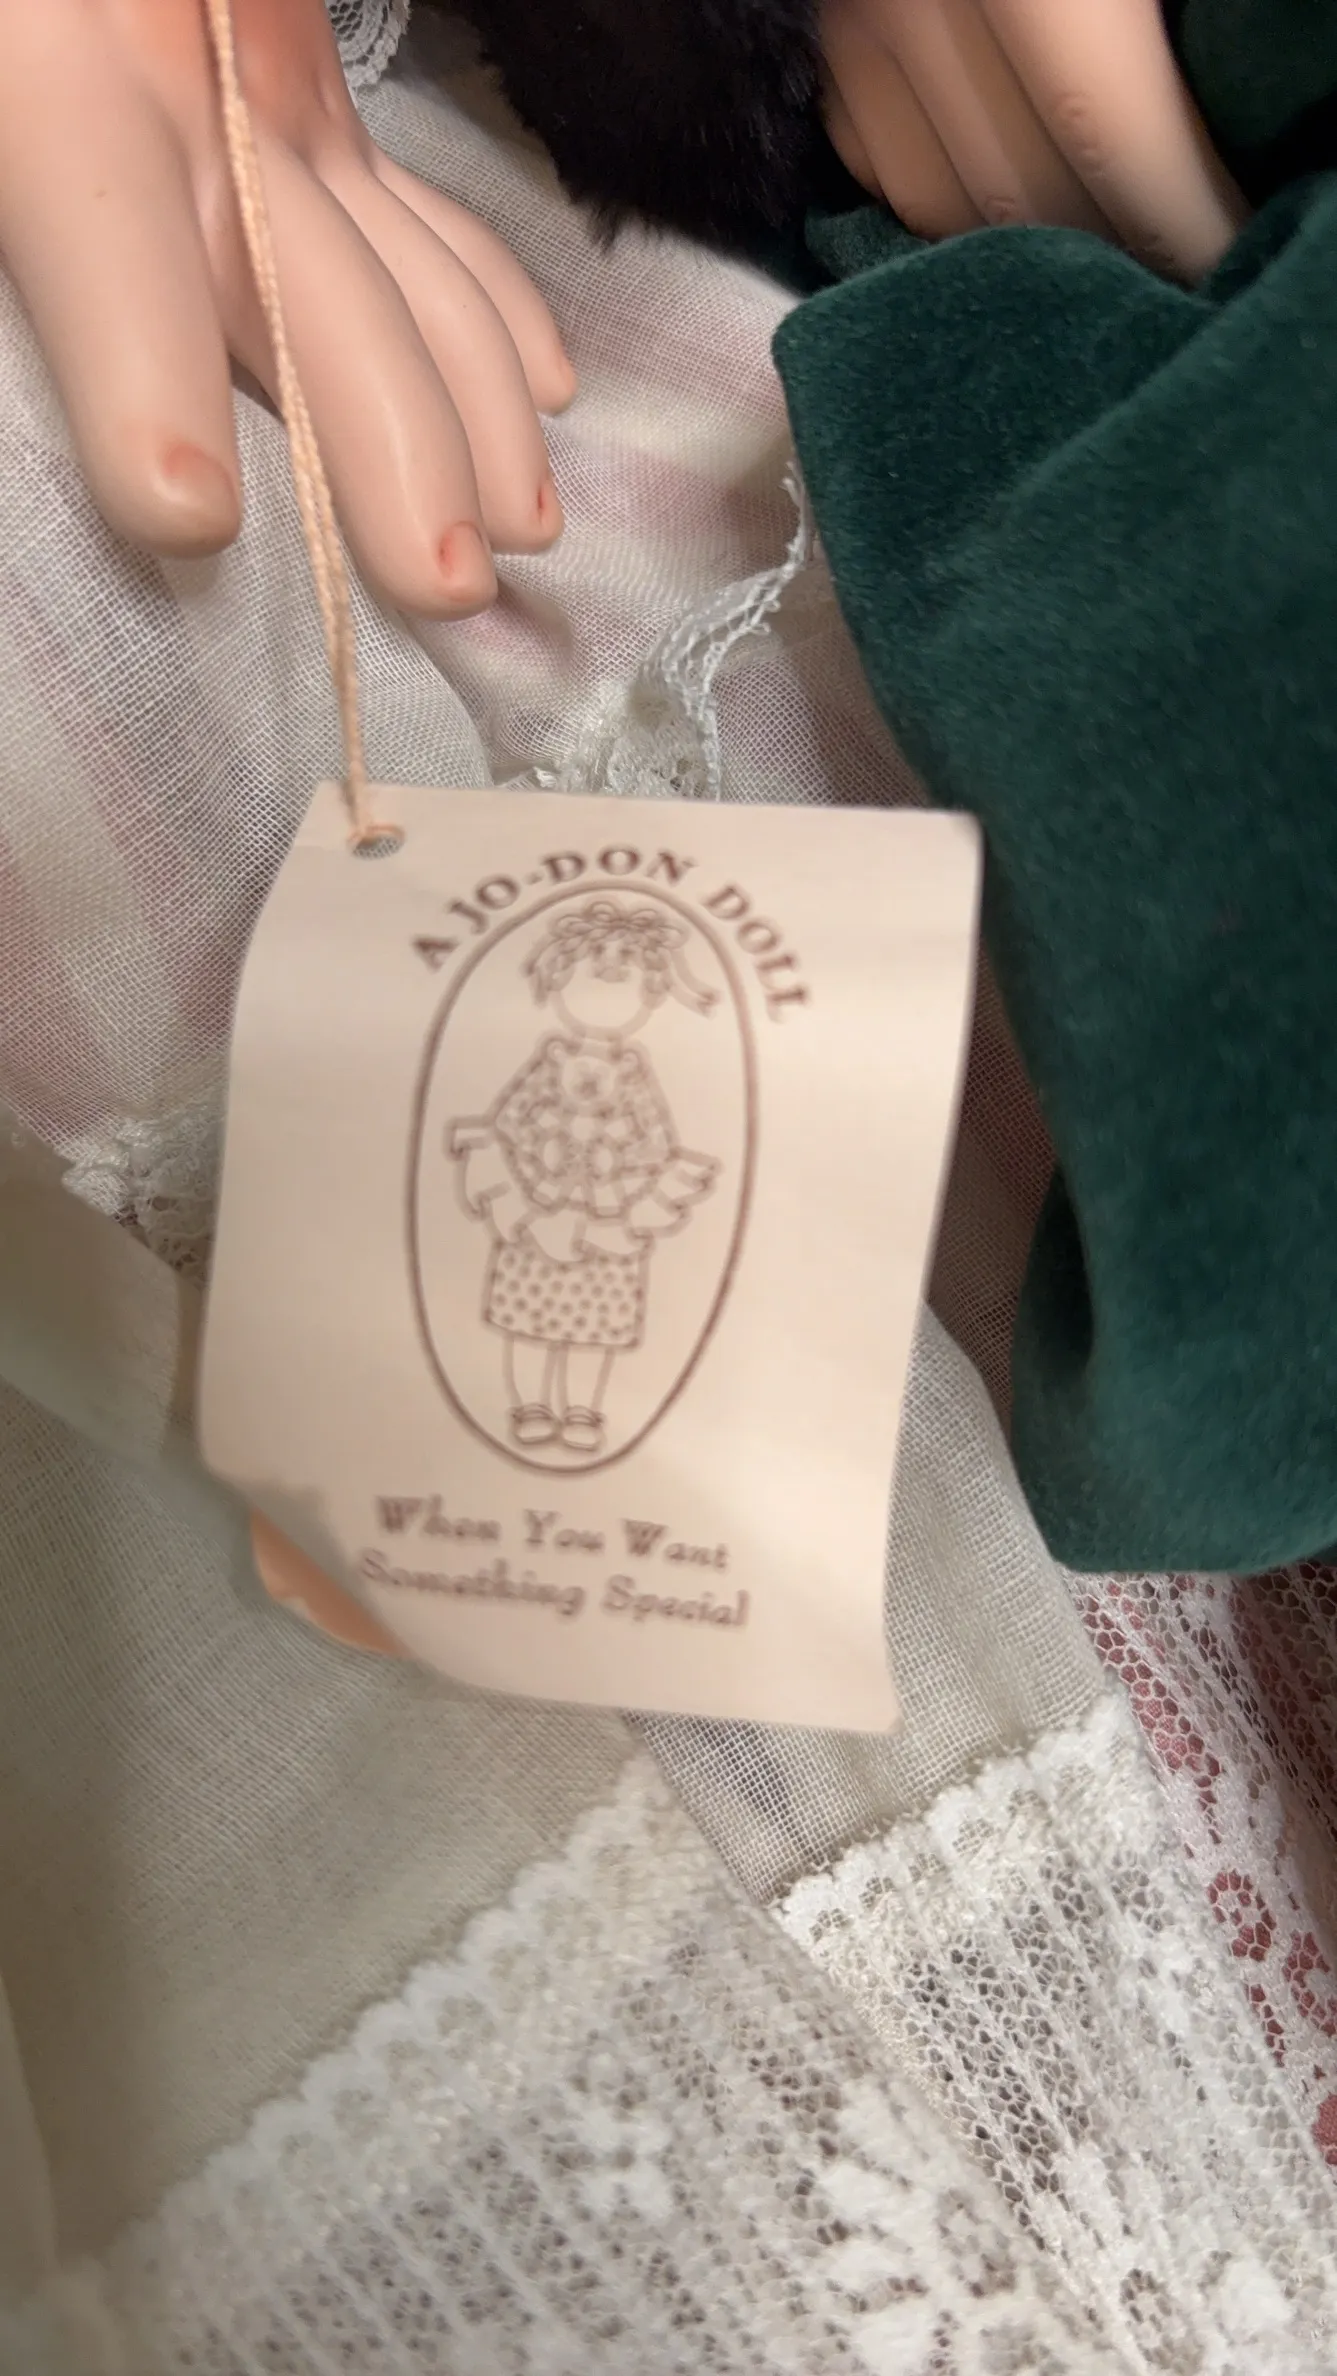 A JO-DON DOLL
When You Want
Something Special